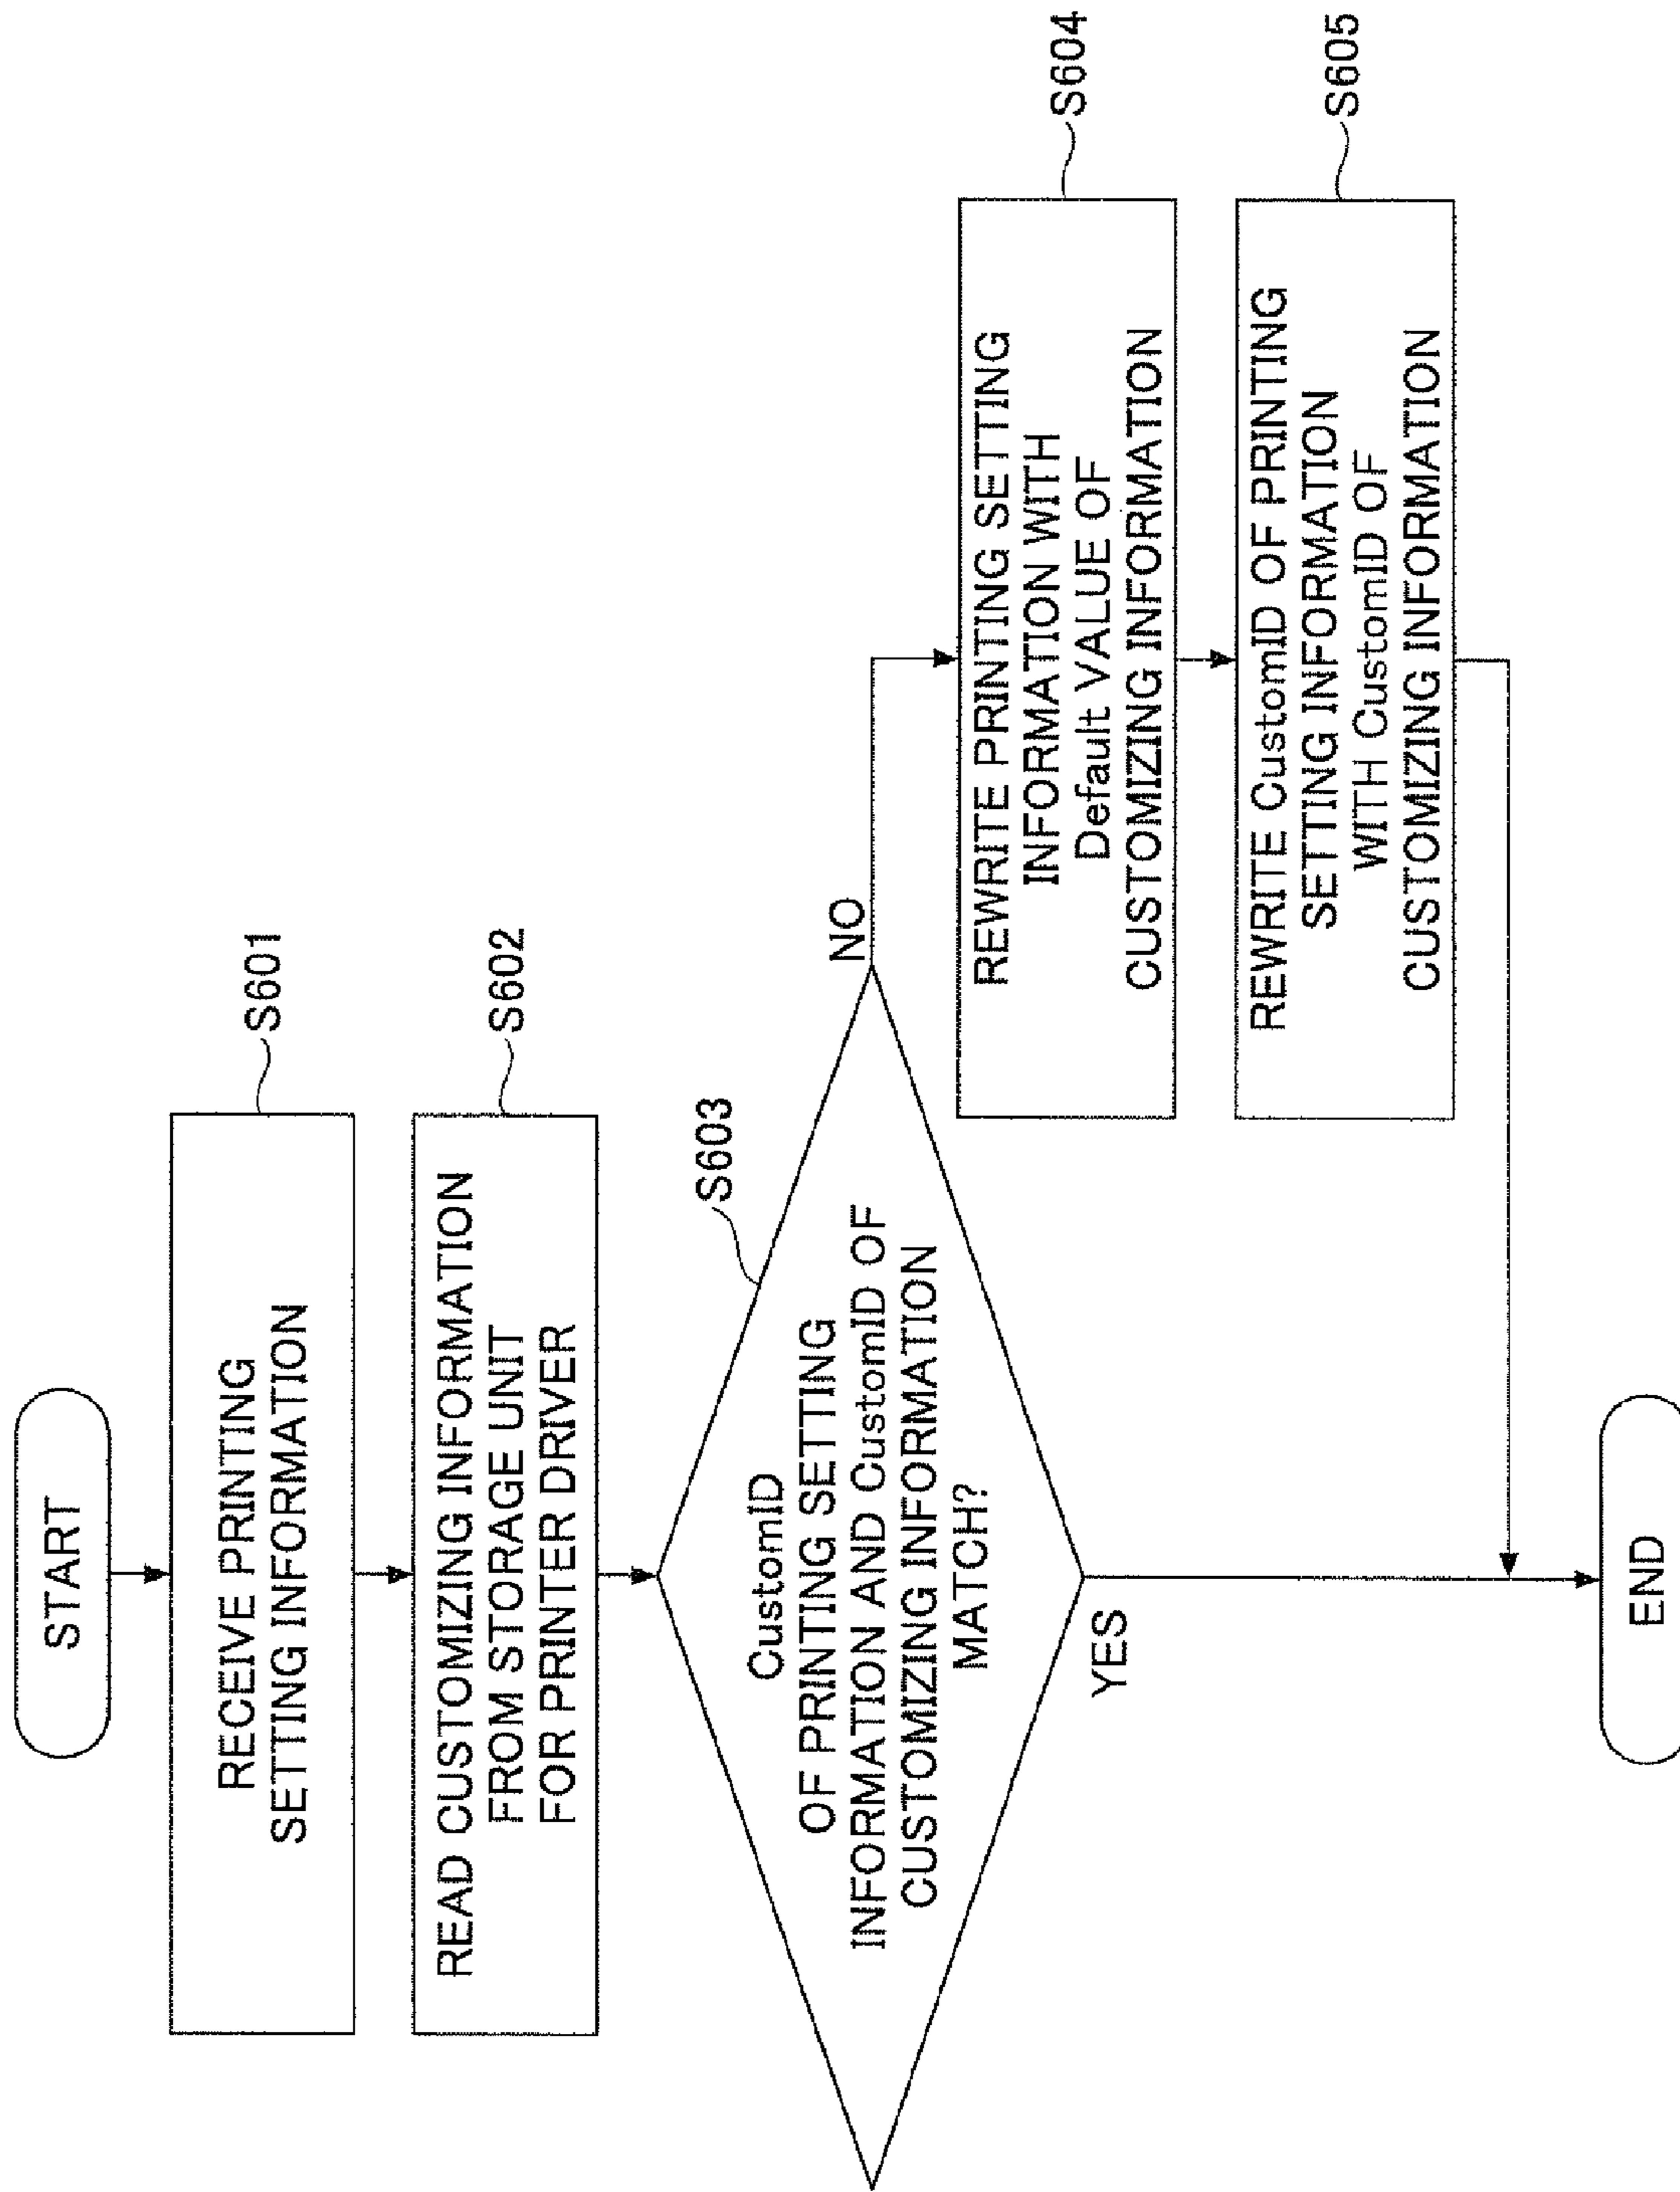 START
RECEIVE PRINTING
SETTING INFORMATION
S601
READ CUSTOMIZING INFORMATION
FROM STORAGE UNIT
FOR PRINTER DRIVER
S602
CustomID
OF PRINTING SETTING
INFORMATION AND CustomID OF
CUSTOMIZING INFORMATION
MATCH?
S603
NO
YES
REWRITE PRINTING SETTING
INFORMATION WITH
Default VALUE OF
CUSTOMIZING INFORMATION
S604
REWRITE CustomID OF PRINTING
SETTING INFORMATION
WITH CustomID OF
CUSTOMIZING INFORMATION
S605
END